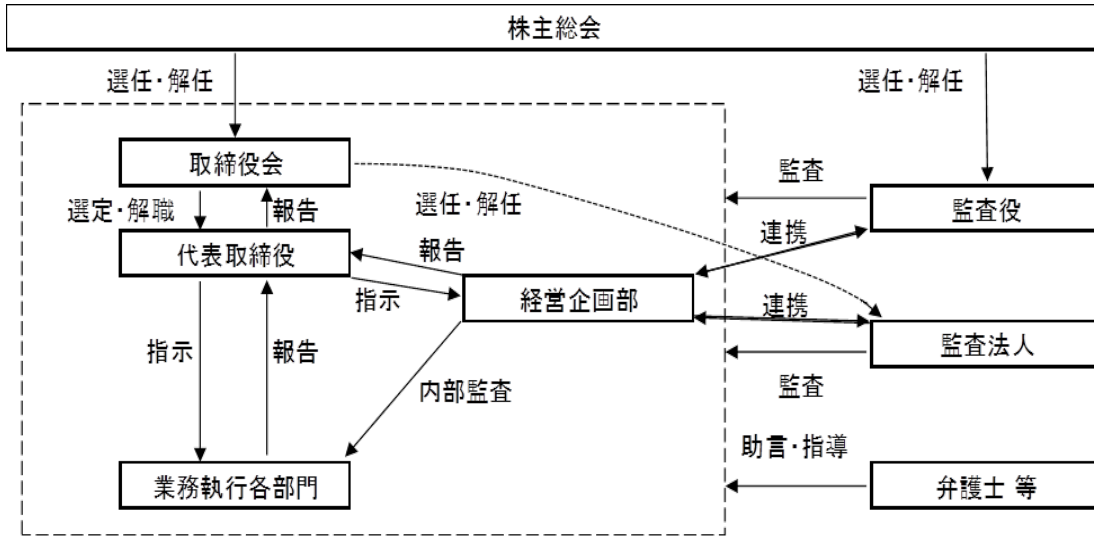 株主総会
選任・解任
選任・解任
取締役会
監査
監査役
選定・解職
報告
選任・解任
連携
代表取締役
報告
指示
経営企画部
連携
監査法人
指示
報告
内部監査
監査
助言・指導
業務執行各部門
弁護士 等